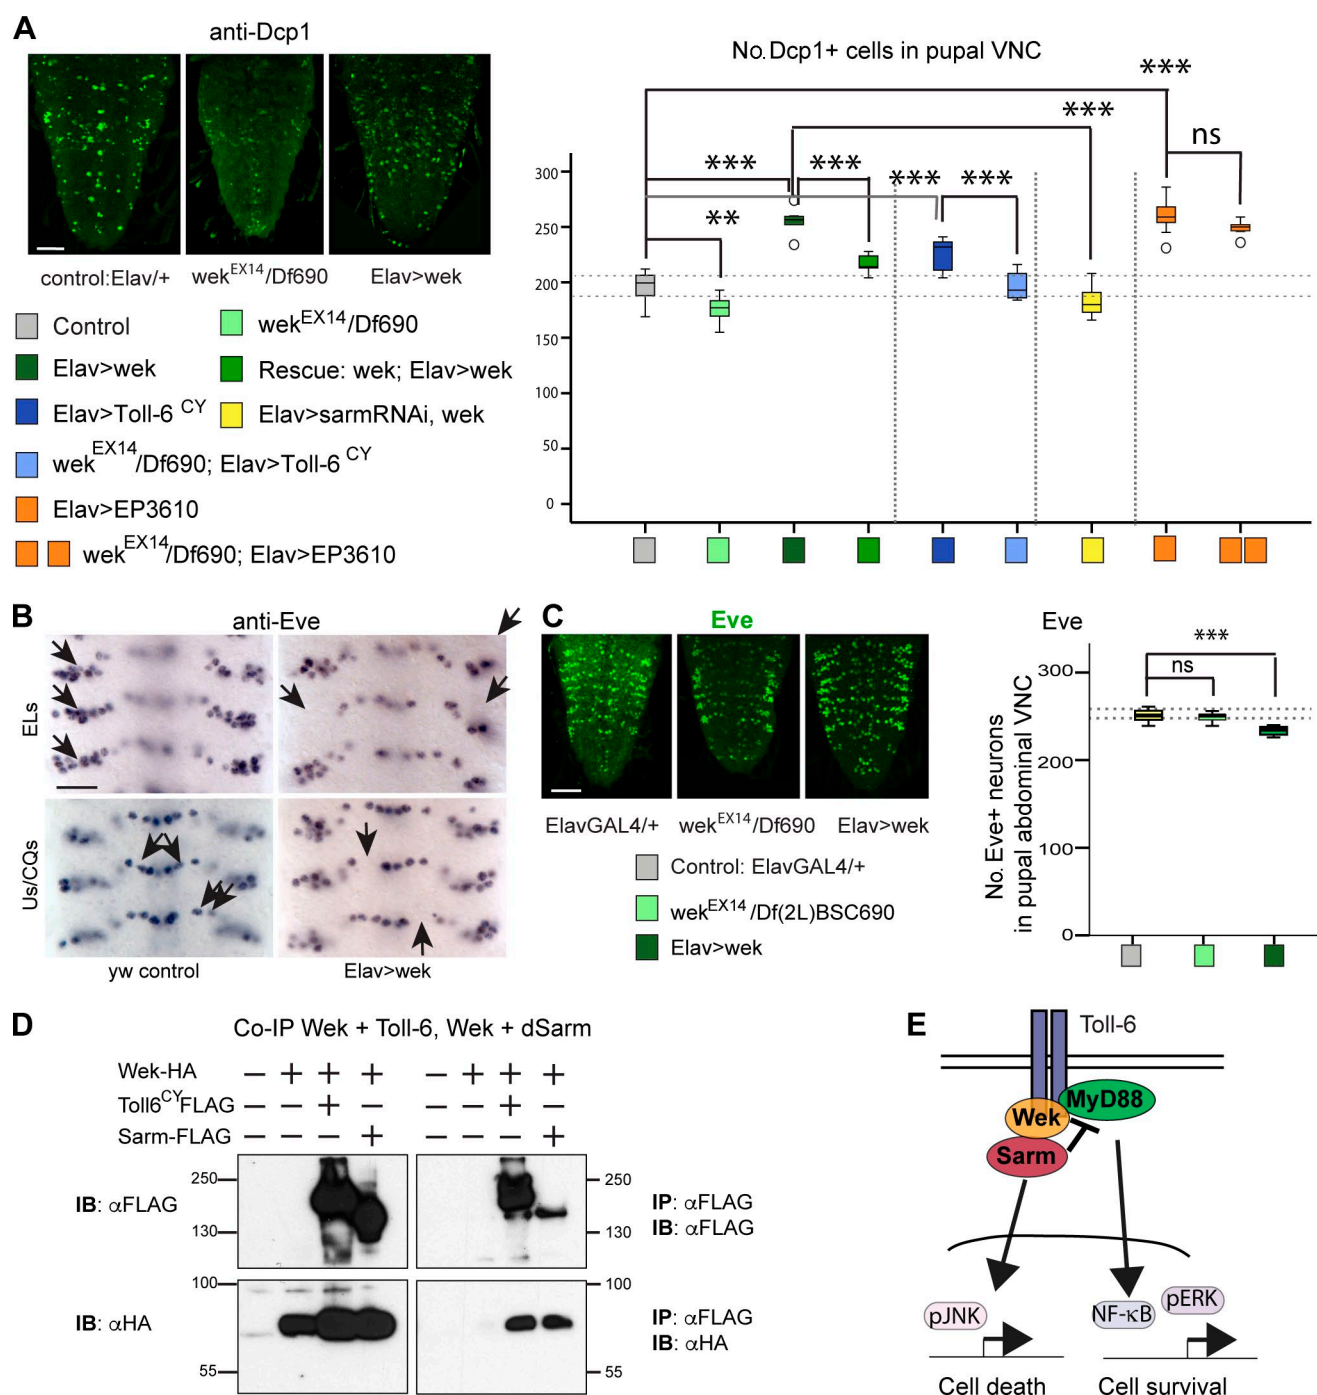 A
anti-Dcp1
control:Elav/+
wekEX14/Df690
Elav>wek
Control
wekEX14/Df690
Elav>wek
Rescue: wek; Elav>wek
Elav>Toll-6 CY
Elav>sarmRNAi, wek
wekEX14/Df690; Elav>Toll-6 CY
Elav>EP3610
wekEX14/Df690; Elav>EP3610
No. Dcp1+ cells in pupal VNC
***
***
ns
***
***
***
***
**
300
250
200
150
100
50
0
B
anti-Eve
ELs
Us/CQs
yw control
Elav>wek
C
Eve
ElavGAL4/+
wekEX14/Df690
Elav>wek
Control: ElavGAL4/+
wekEX14/Df(2L)BSC690
Elav>wek
Eve
No. Eve+ neurons
in pupal abdominal VNC
***
ns
300
200
100
0
D
Co-IP Wek + Toll-6, Wek + dSarm
Wek-HA — + + + — + + +
Toll6CYFLAG — — + — — — + —
Sarm-FLAG — — — + — — — +
IB: αFLAG
250
130
250
130
IP: αFLAG
IB: αFLAG
IB: αHA
100
55
100
55
IP: αFLAG
IB: αHA
E
Toll-6
MyD88
Wek
Sarm
pJNK
NF-κB
pERK
Cell death
Cell survival